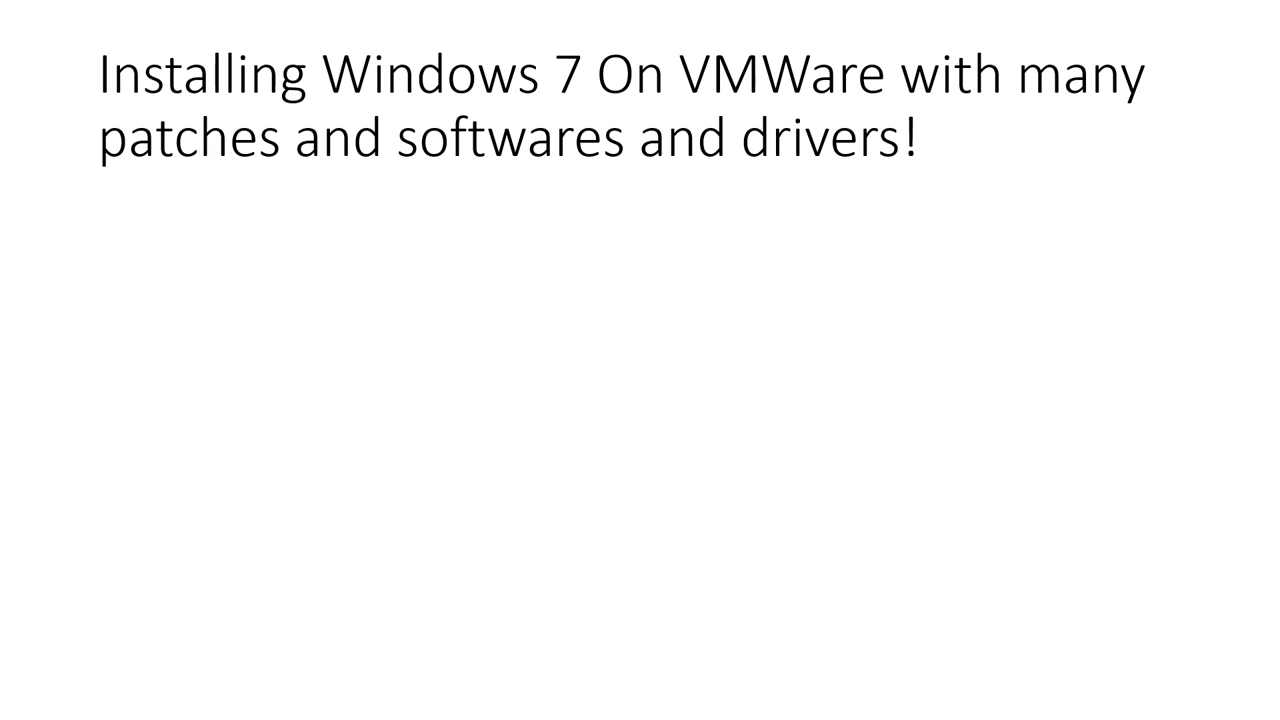 Installing Windows 7 On VMWare with many
patches and softwares and drivers!